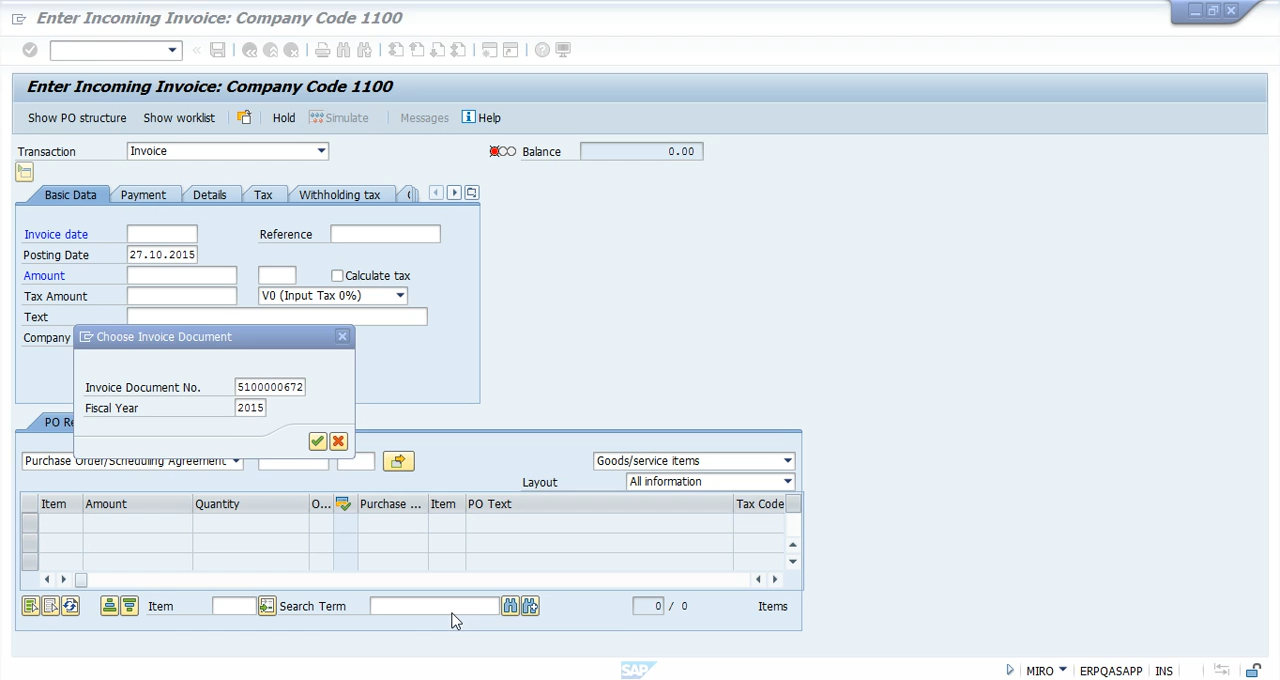 Enter Incoming Invoice: Company Code 1100
Enter Incoming Invoice: Company Code 1100
Show PO structure Show worklist Hold Simulate Messages Help
Transaction Invoice Balance 0.00
Basic Data Payment Details Tax Withholding tax
Invoice date Reference
Posting Date 27.10.2015
Amount Calculate tax
Tax Amount V0 (Input Tax 0%)
Text
Company
Choose Invoice Document
Invoice Document No. 5100000672
Fiscal Year 2015
PO Re
Purchase Order/Scheduling Agreement Goods/service items
Layout All information
Item Amount Quantity O... Purchase ... Item PO Text Tax Code
Item Search Term 0 / 0 Items
SAP MIRO ERPQASAPP INS